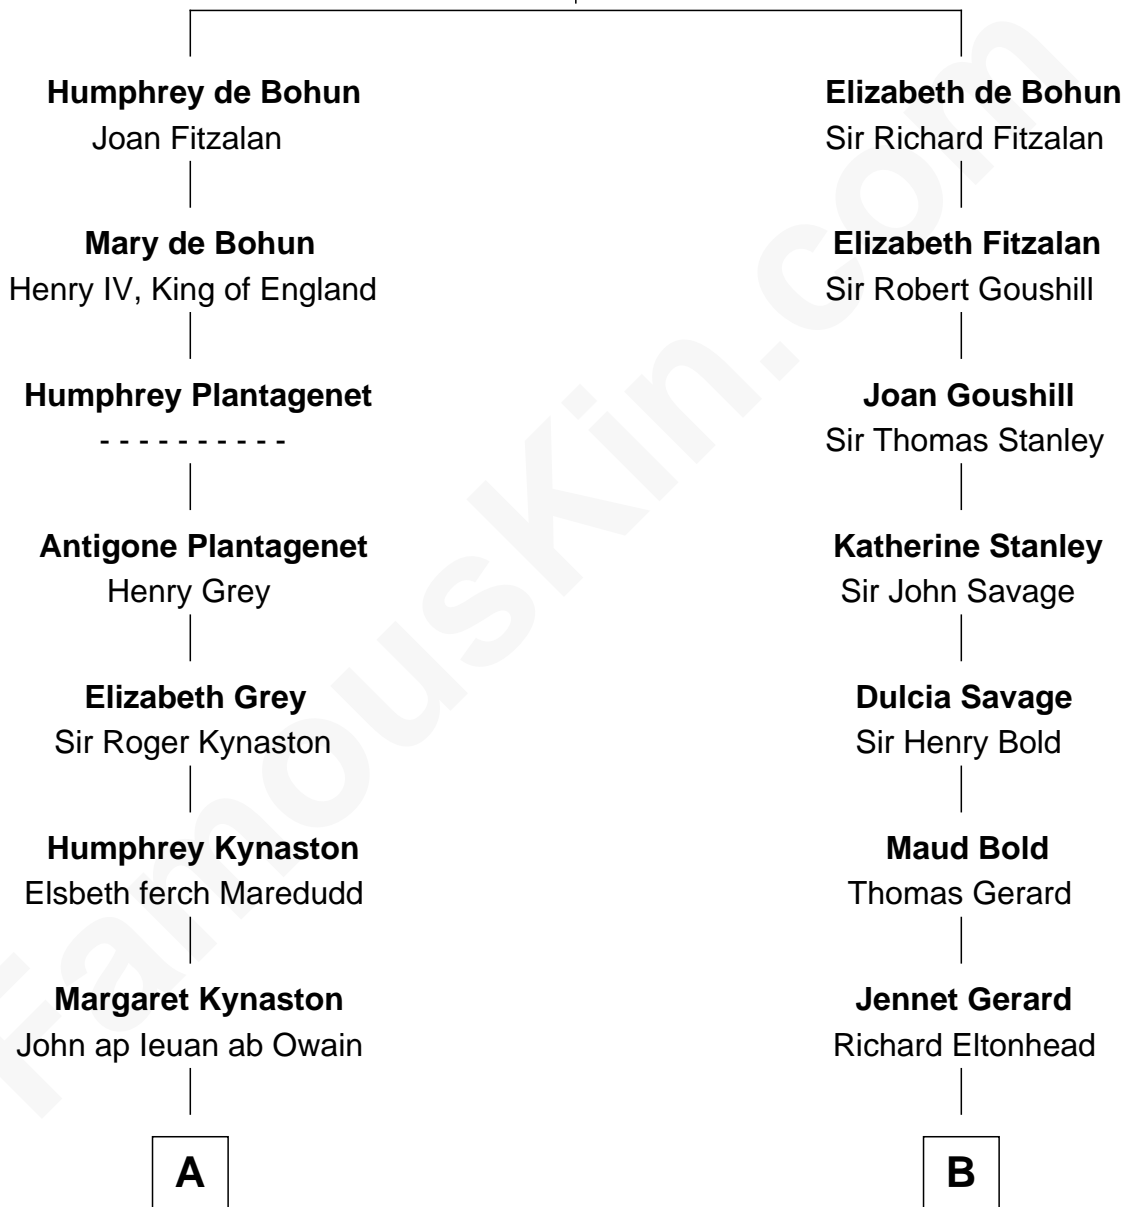 Humphrey de Bohun
Joan Fitzalan
Mary de Bohun
Henry IV, King of England
Humphrey Plantagenet
- - - - - - - - - -
Antigone Plantagenet
Henry Grey
Elizabeth Grey
Sir Roger Kynaston
Humphrey Kynaston
Elsbeth ferch Maredudd
Margaret Kynaston
John ap Ieuan ab Owain
A
Elizabeth de Bohun
Sir Richard Fitzalan
Elizabeth Fitzalan
Sir Robert Goushill
Joan Goushill
Sir Thomas Stanley
Katherine Stanley
Sir John Savage
Dulcia Savage
Sir Henry Bold
Maud Bold
Thomas Gerard
Jennet Gerard
Richard Eltonhead
B
FamousKin.com